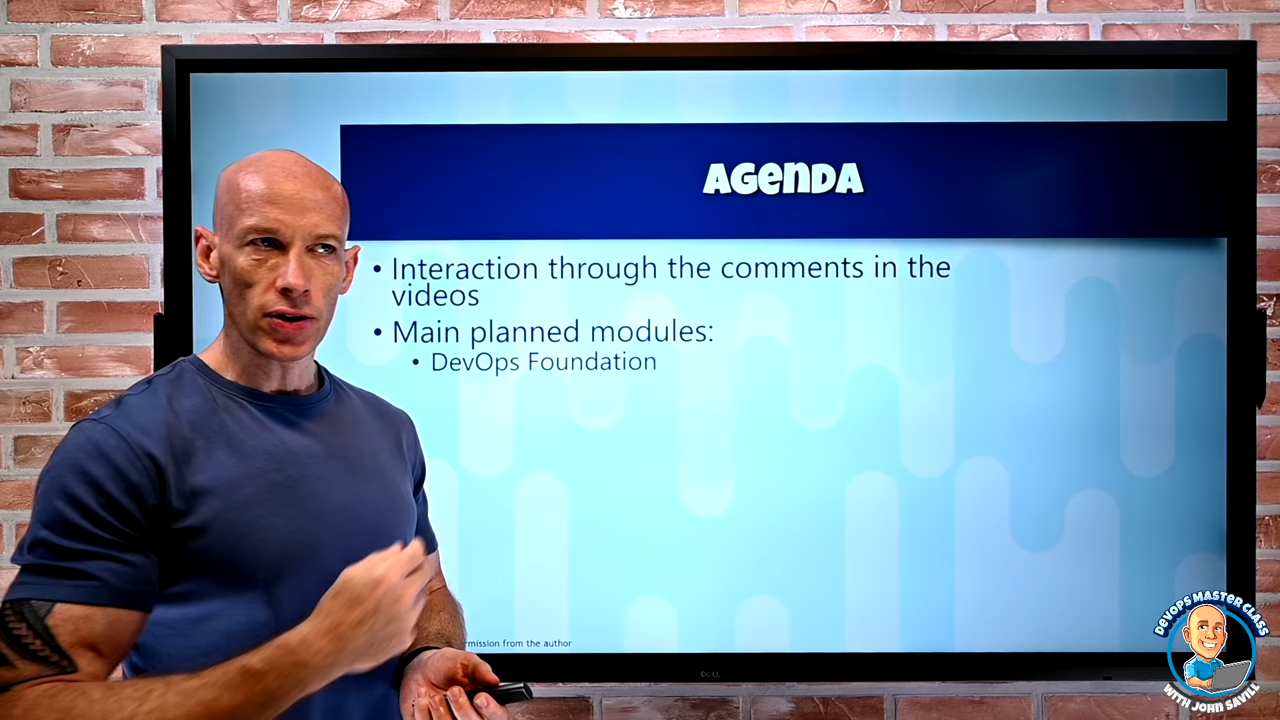 AGenDA
• Interaction through the comments in the
videos
• Main planned modules:
• DevOps Foundation
from the author
DELL
DEVOPS MASTER CLASS
WITH JOHN SAVILL